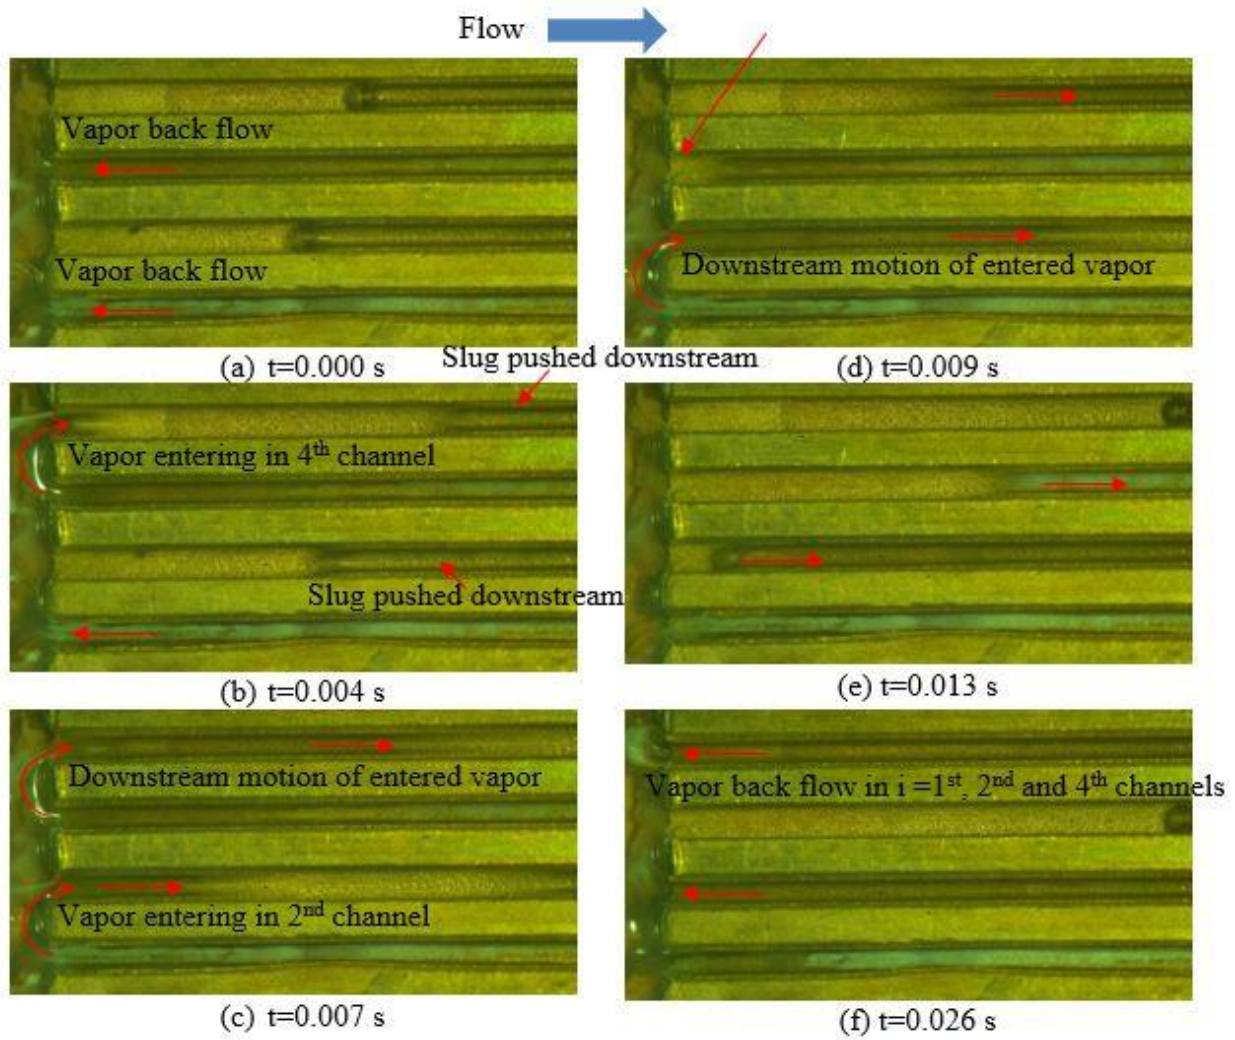 Flow
Vapor back flow
Vapor back flow
(a) t=0.000 s
Downstream motion of entered vapor
(d) t=0.009 s
Slug pushed downstream
Vapor entering in 4th channel
Slug pushed downstream
(b) t=0.004 s
(e) t=0.013 s
Downstream motion of entered vapor
Vapor entering in 2nd channel
(c) t=0.007 s
Vapor back flow in i =1st, 2nd and 4th channels
(f) t=0.026 s